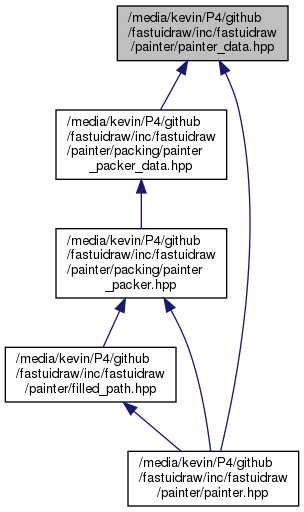 /media/kevin/P4/github
/fastuidraw/inc/fastuidraw
/painter/painter_data.hpp
/media/kevin/P4/github
/fastuidraw/inc/fastuidraw
/painter/packing/painter
_packer_data.hpp
/media/kevin/P4/github
/fastuidraw/inc/fastuidraw
/painter/packing/painter
_packer.hpp
/media/kevin/P4/github
/fastuidraw/inc/fastuidraw
/painter/filled_path.hpp
/media/kevin/P4/github
/fastuidraw/inc/fastuidraw
/painter/painter.hpp